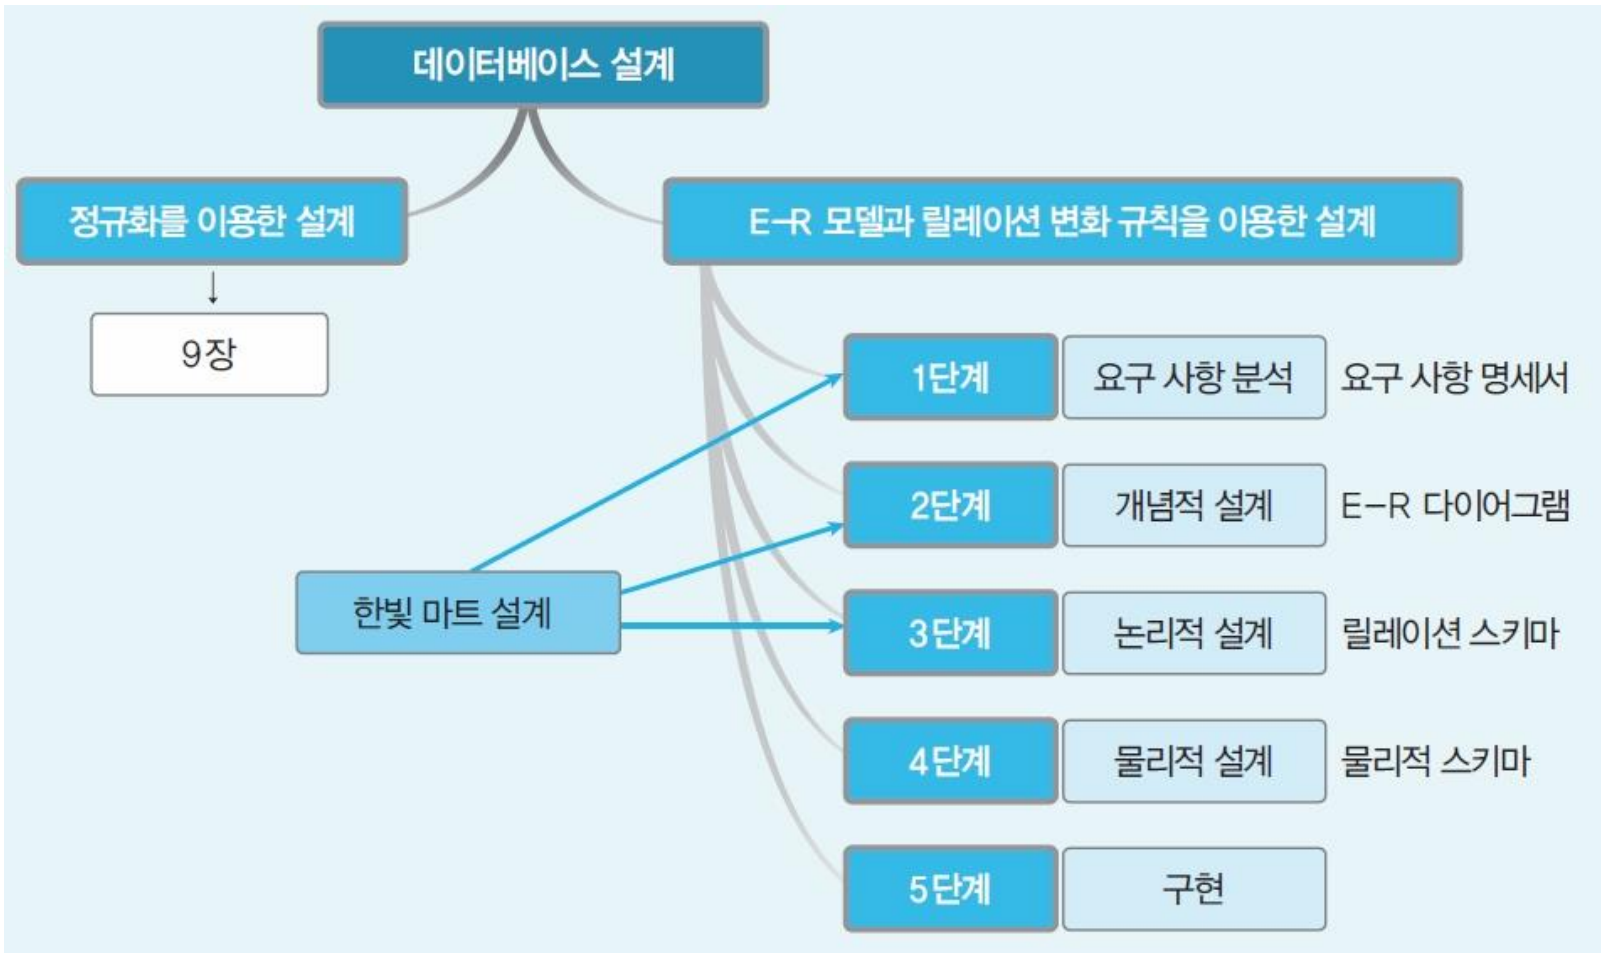 데이터베이스 설계
정규화를 이용한 설계
E-R 모델과 릴레이션 변화 규칙을 이용한 설계
9장
1단계 요구 사항 분석 요구 사항 명세서
2단계 개념적 설계 E-R 다이어그램
한빛 마트 설계
3단계 논리적 설계 릴레이션 스키마
4단계 물리적 설계 물리적 스키마
5단계 구현